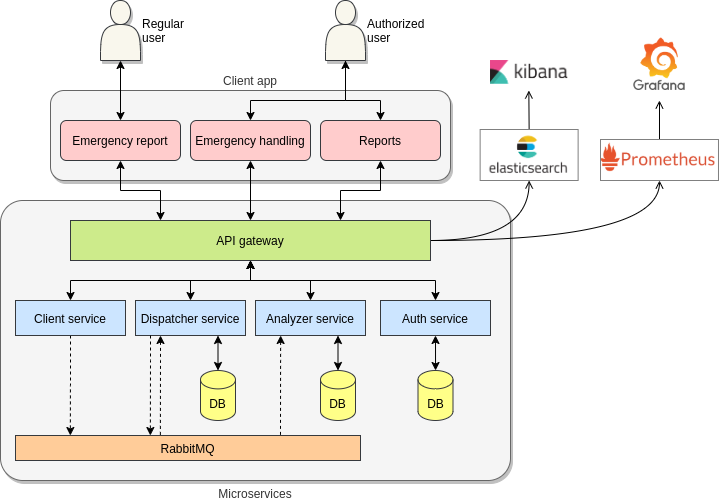 Regular
user
Authorized
user
Client app
kibana
Grafana
Emergency report
Emergency handling
Reports
elasticsearch
Prometheus
API gateway
Client service
Dispatcher service
Analyzer service
Auth service
DB
DB
DB
RabbitMQ
Microservices